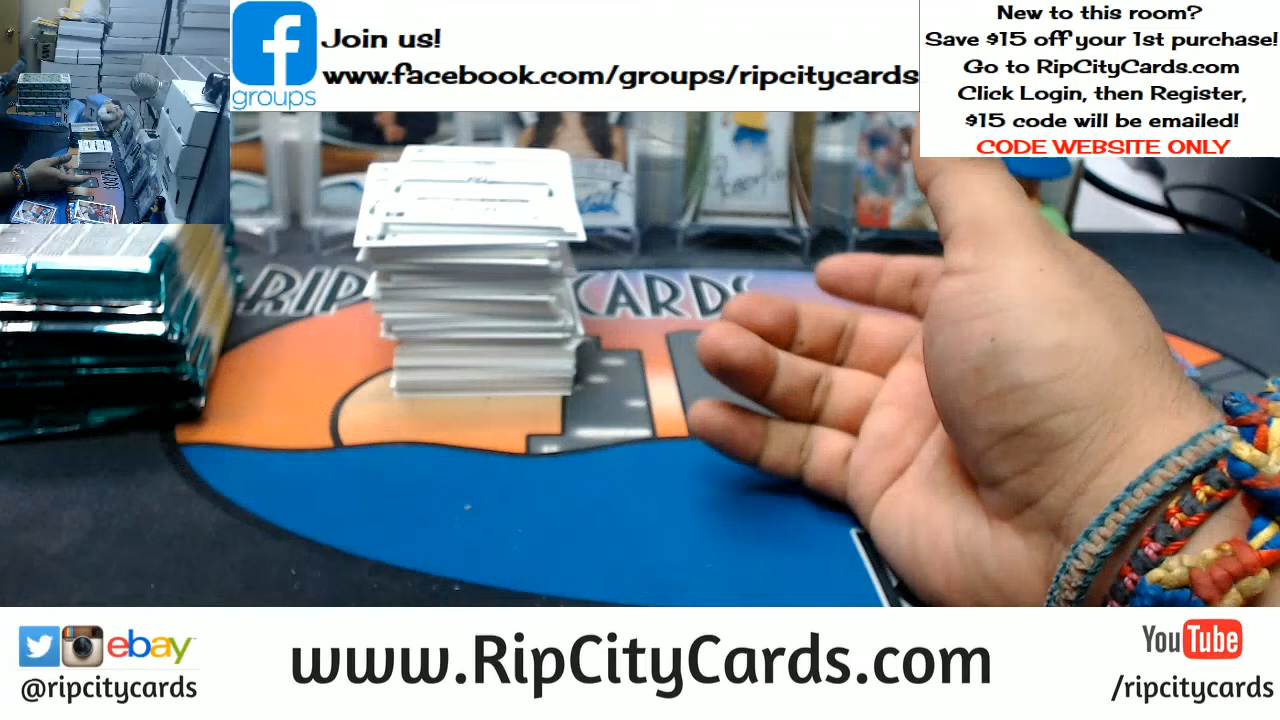 Join us!
www.facebook.com/groups/ripcitycards
groups
New to this room?
Save $15 off your 1st purchase!
Go to RipCityCards.com
Click Login, then Register,
$15 code will be emailed!
CODE WEBSITE ONLY
RIP CARDS
ebay
@ripcitycards
www.RipCityCards.com
YouTube
/ripcitycards